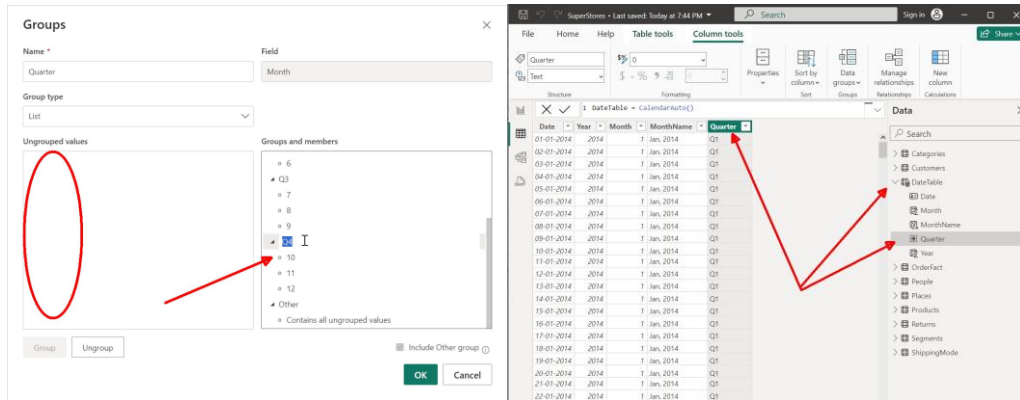 Groups
Name *
Field
Quarter
Month
Group type
List
Ungrouped values
Groups and members
6
Q3
7
8
9
Q4
10
11
12
Other
Contains all ungrouped values
Group
Ungroup
Include Other group
OK
Cancel
SuperStores • Last saved: Today at 7:44 PM
Search
Sign in
File
Home
Help
Table tools
Column tools
Share
Quarter
$% 0
Text
$ - % 9
0
Properties
Sort by column
Data groups
Manage relationships
New column
Structure
Formatting
Sort
Groups
Relationships
Calculations
1 DateTable = CalendarAuto()
Data
Date Year Month MonthName Quarter
Search
01-01-2014 2014 1 Jan, 2014 Q1
02-01-2014 2014 1 Jan, 2014 Q1
03-01-2014 2014 1 Jan, 2014 Q1
04-01-2014 2014 1 Jan, 2014 Q1
05-01-2014 2014 1 Jan, 2014 Q1
06-01-2014 2014 1 Jan, 2014 Q1
07-01-2014 2014 1 Jan, 2014 Q1
08-01-2014 2014 1 Jan, 2014 Q1
09-01-2014 2014 1 Jan, 2014 Q1
10-01-2014 2014 1 Jan, 2014 Q1
11-01-2014 2014 1 Jan, 2014 Q1
12-01-2014 2014 1 Jan, 2014 Q1
13-01-2014 2014 1 Jan, 2014 Q1
14-01-2014 2014 1 Jan, 2014 Q1
15-01-2014 2014 1 Jan, 2014 Q1
16-01-2014 2014 1 Jan, 2014 Q1
17-01-2014 2014 1 Jan, 2014 Q1
18-01-2014 2014 1 Jan, 2014 Q1
19-01-2014 2014 1 Jan, 2014 Q1
20-01-2014 2014 1 Jan, 2014 Q1
21-01-2014 2014 1 Jan, 2014 Q1
22-01-2014 2014 1 Jan, 2014 Q1
Categories
Customers
DateTable
Date
Month
MonthName
Quarter
Year
OrderFact
People
Places
Products
Returns
Segments
ShippingMode